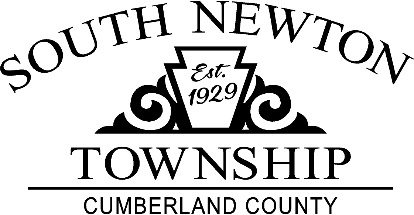 SOUTH NEWTON
Est.
1929
TOWNSHIP
CUMBERLAND COUNTY